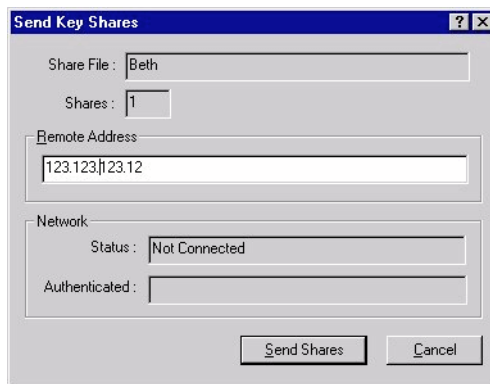 Send Key Shares
Share File : Beth
Shares : 1
Remote Address
123.123.123.12
Network
Status : Not Connected
Authenticated :
Send Shares Cancel